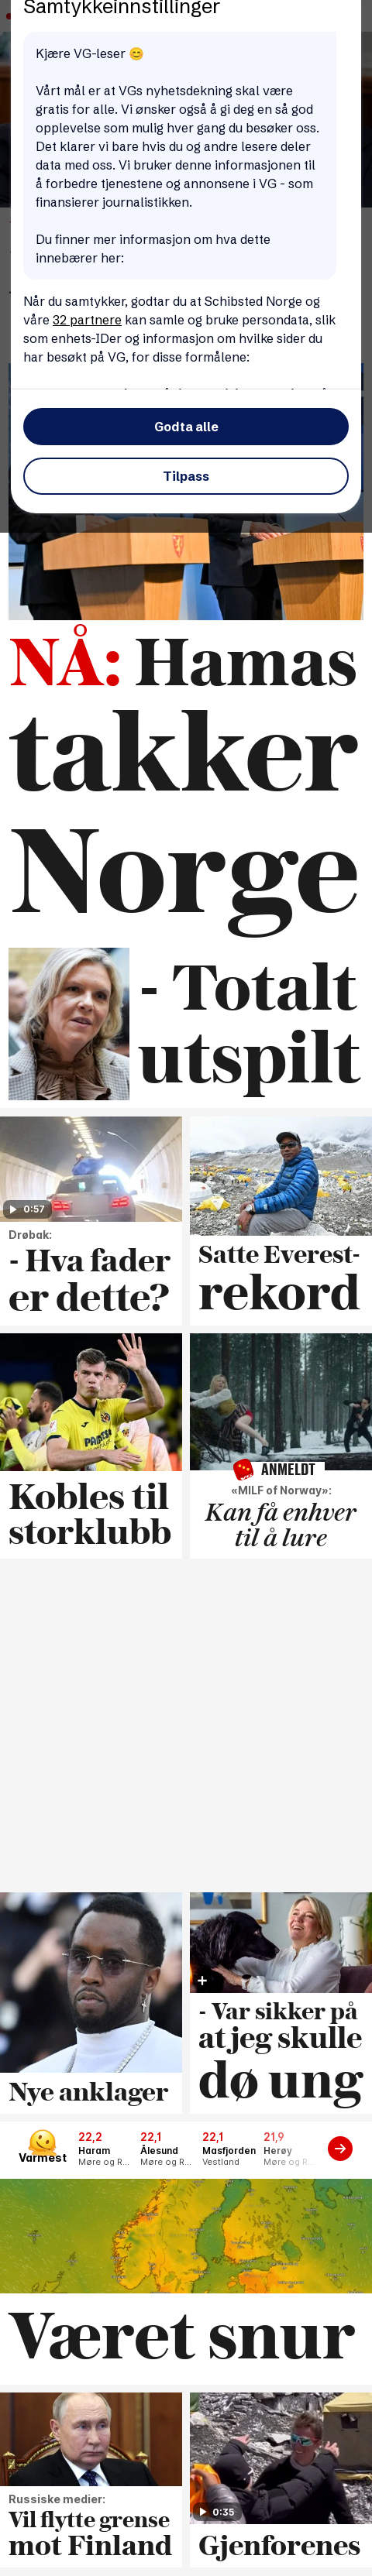 Samtykkeinnstillinger
Kjære VG-leser 😊
Vårt mål er at VGs nyhetsdekning skal være
gratis for alle. Vi ønsker også å gi deg en så god
opplevelse som mulig hver gang du besøker oss.
Det klarer vi bare hvis du og andre lesere deler
data med oss. Vi bruker denne informasjonen til
å forbedre tjenestene og annonsene i VG - som
finansierer journalistikken.
Du finner mer informasjon om hva dette
innebærer her:
Når du samtykker, godtar du at Schibsted Norge og
våre 32 partnere kan samle og bruke persondata, slik
som enhets-IDer og informasjon om hvilke sider du
har besøkt på VG, for disse formålene:
Godta alle
Tilpass
NÅ: Hamas
takker
Norge
- Totalt
utspilt
0:57
Drøbak:
- Hva fader
er dette?
Satte Everest-
rekord
Kobles til
storklubb
ANMELDT
«MILF of Norway»:
Kan få enhver
til å lure
Nye anklager
- Var sikker på
at jeg skulle
dø ung
Varmest
22,2
Haram
Møre og R...
22,1
Ålesund
Møre og R...
22,1
Masfjorden
Vestland
21,9
Herøy
Møre og R
Været snur
Russiske medier:
Vil flytte grense
mot Finland
0:35
Gjenforenes